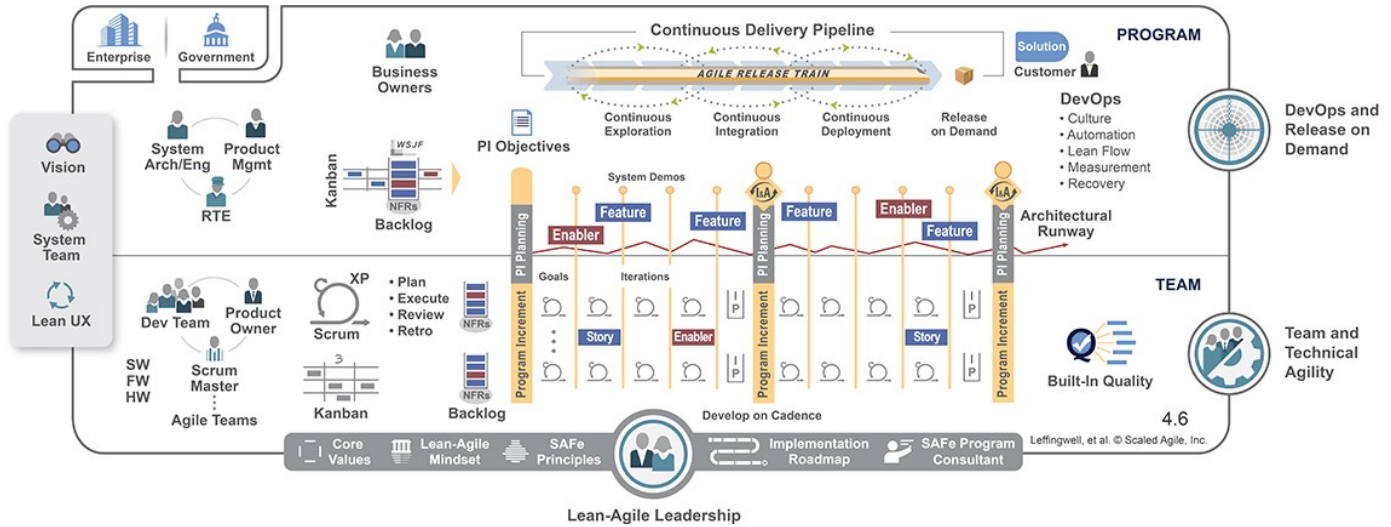 Enterprise
Government
Business
Owners
Continuous Delivery Pipeline
AGILE RELEASE TRAIN
Continuous
Exploration
Continuous
Integration
Continuous
Deployment
Release
on Demand
Solution
Customer
PROGRAM
DevOps
• Culture
• Automation
• Lean Flow
• Measurement
• Recovery
DevOps and
Release on
Demand
Vision
System
Team
Lean UX
System
Arch/Eng
Product
Mgmt
RTE
Kanban
WSJF
NFRs
Backlog
PI Objectives
System Demos
Enabler
Feature
Feature
I&A
Feature
Enabler
Feature
I&A
Architectural
Runway
PI Planning
PI Planning
PI Planning
TEAM
Dev Team
Product
Owner
Scrum
Master
Agile Teams
SW
FW
HW
XP
Scrum
• Plan
• Execute
• Review
• Retro
3
Kanban
NFRs
NFRs
Backlog
Program Increment
Goals
Iterations
Story
Enabler
I
P
I
P
Program Increment
Story
I
P
I
P
Program Increment
Develop on Cadence
Built-In Quality
Team and
Technical
Agility
4.6
Leffingwell, et al. © Scaled Agile, Inc.
Core
Values
Lean-Agile
Mindset
SAFe
Principles
Implementation
Roadmap
SAFe Program
Consultant
Lean-Agile Leadership